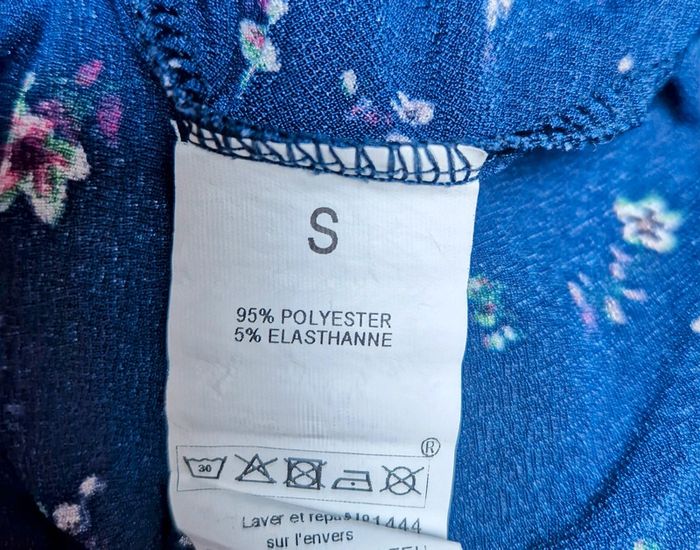 S
95% POLYESTER
5% ELASTHANNE
®
30
Laver et
sur l'envers